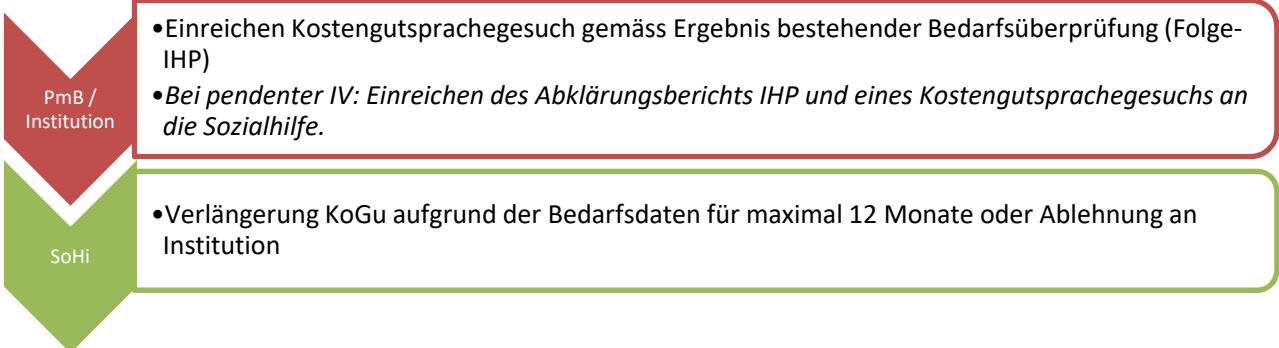 PmB /
Institution
•Einreichen Kostengutsprachegesuch gemäss Ergebnis bestehender Bedarfsüberprüfung (Folge-
IHP)
•Bei pendenter IV: Einreichen des Abklärungsberichts IHP und eines Kostengutsprachegesuchs an
die Sozialhilfe.
SoHi
•Verlängerung KoGu aufgrund der Bedarfsdaten für maximal 12 Monate oder Ablehnung an
Institution